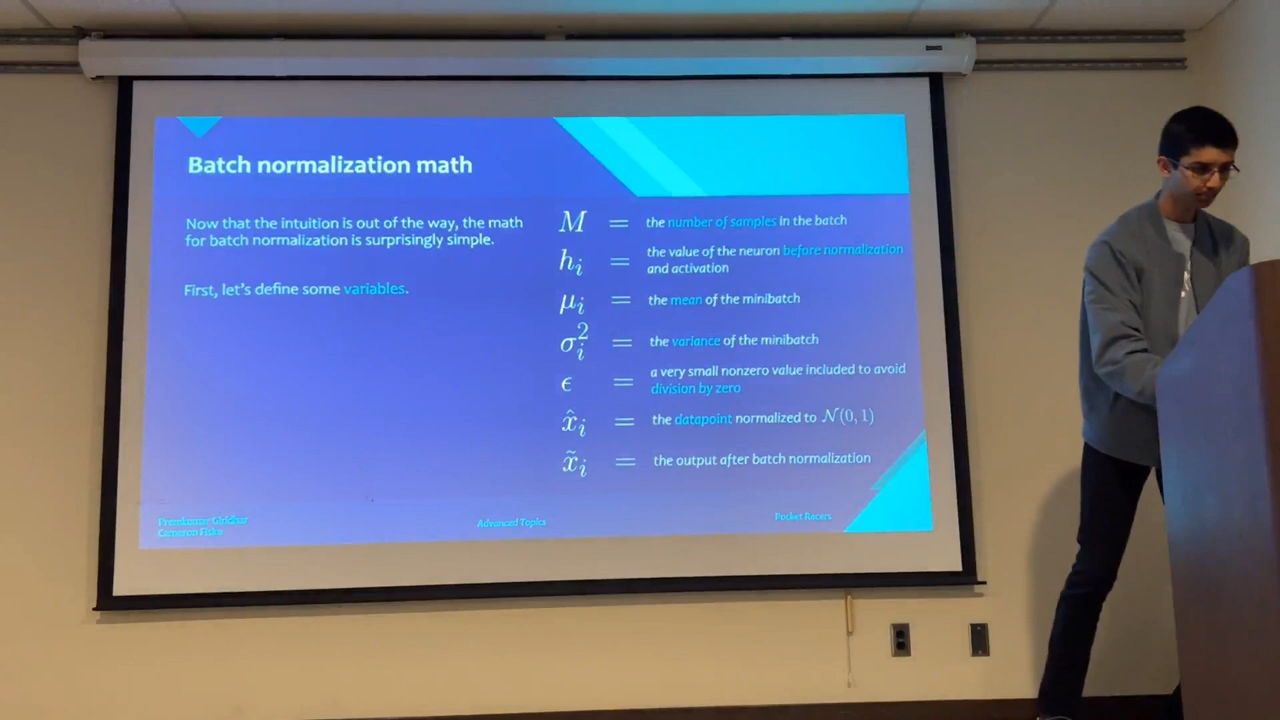 Batch normalization math
Now that the intuition is out of the way, the math
for batch normalization is surprisingly simple.
First, let's define some variables.
M = the number of samples in the batch
hᵢ = the value of the neuron before normalization
and activation
μᵢ = the mean of the minibatch
σᵢ² = the variance of the minibatch
ϵ = a very small nonzero value included to avoid
division by zero
x̂ᵢ = the datapoint normalized to 𝒩(0, 1)
x̃ᵢ = the output after batch normalization
Premkumar Giridhar
Cameron
Advanced Topics
Pocket Racers